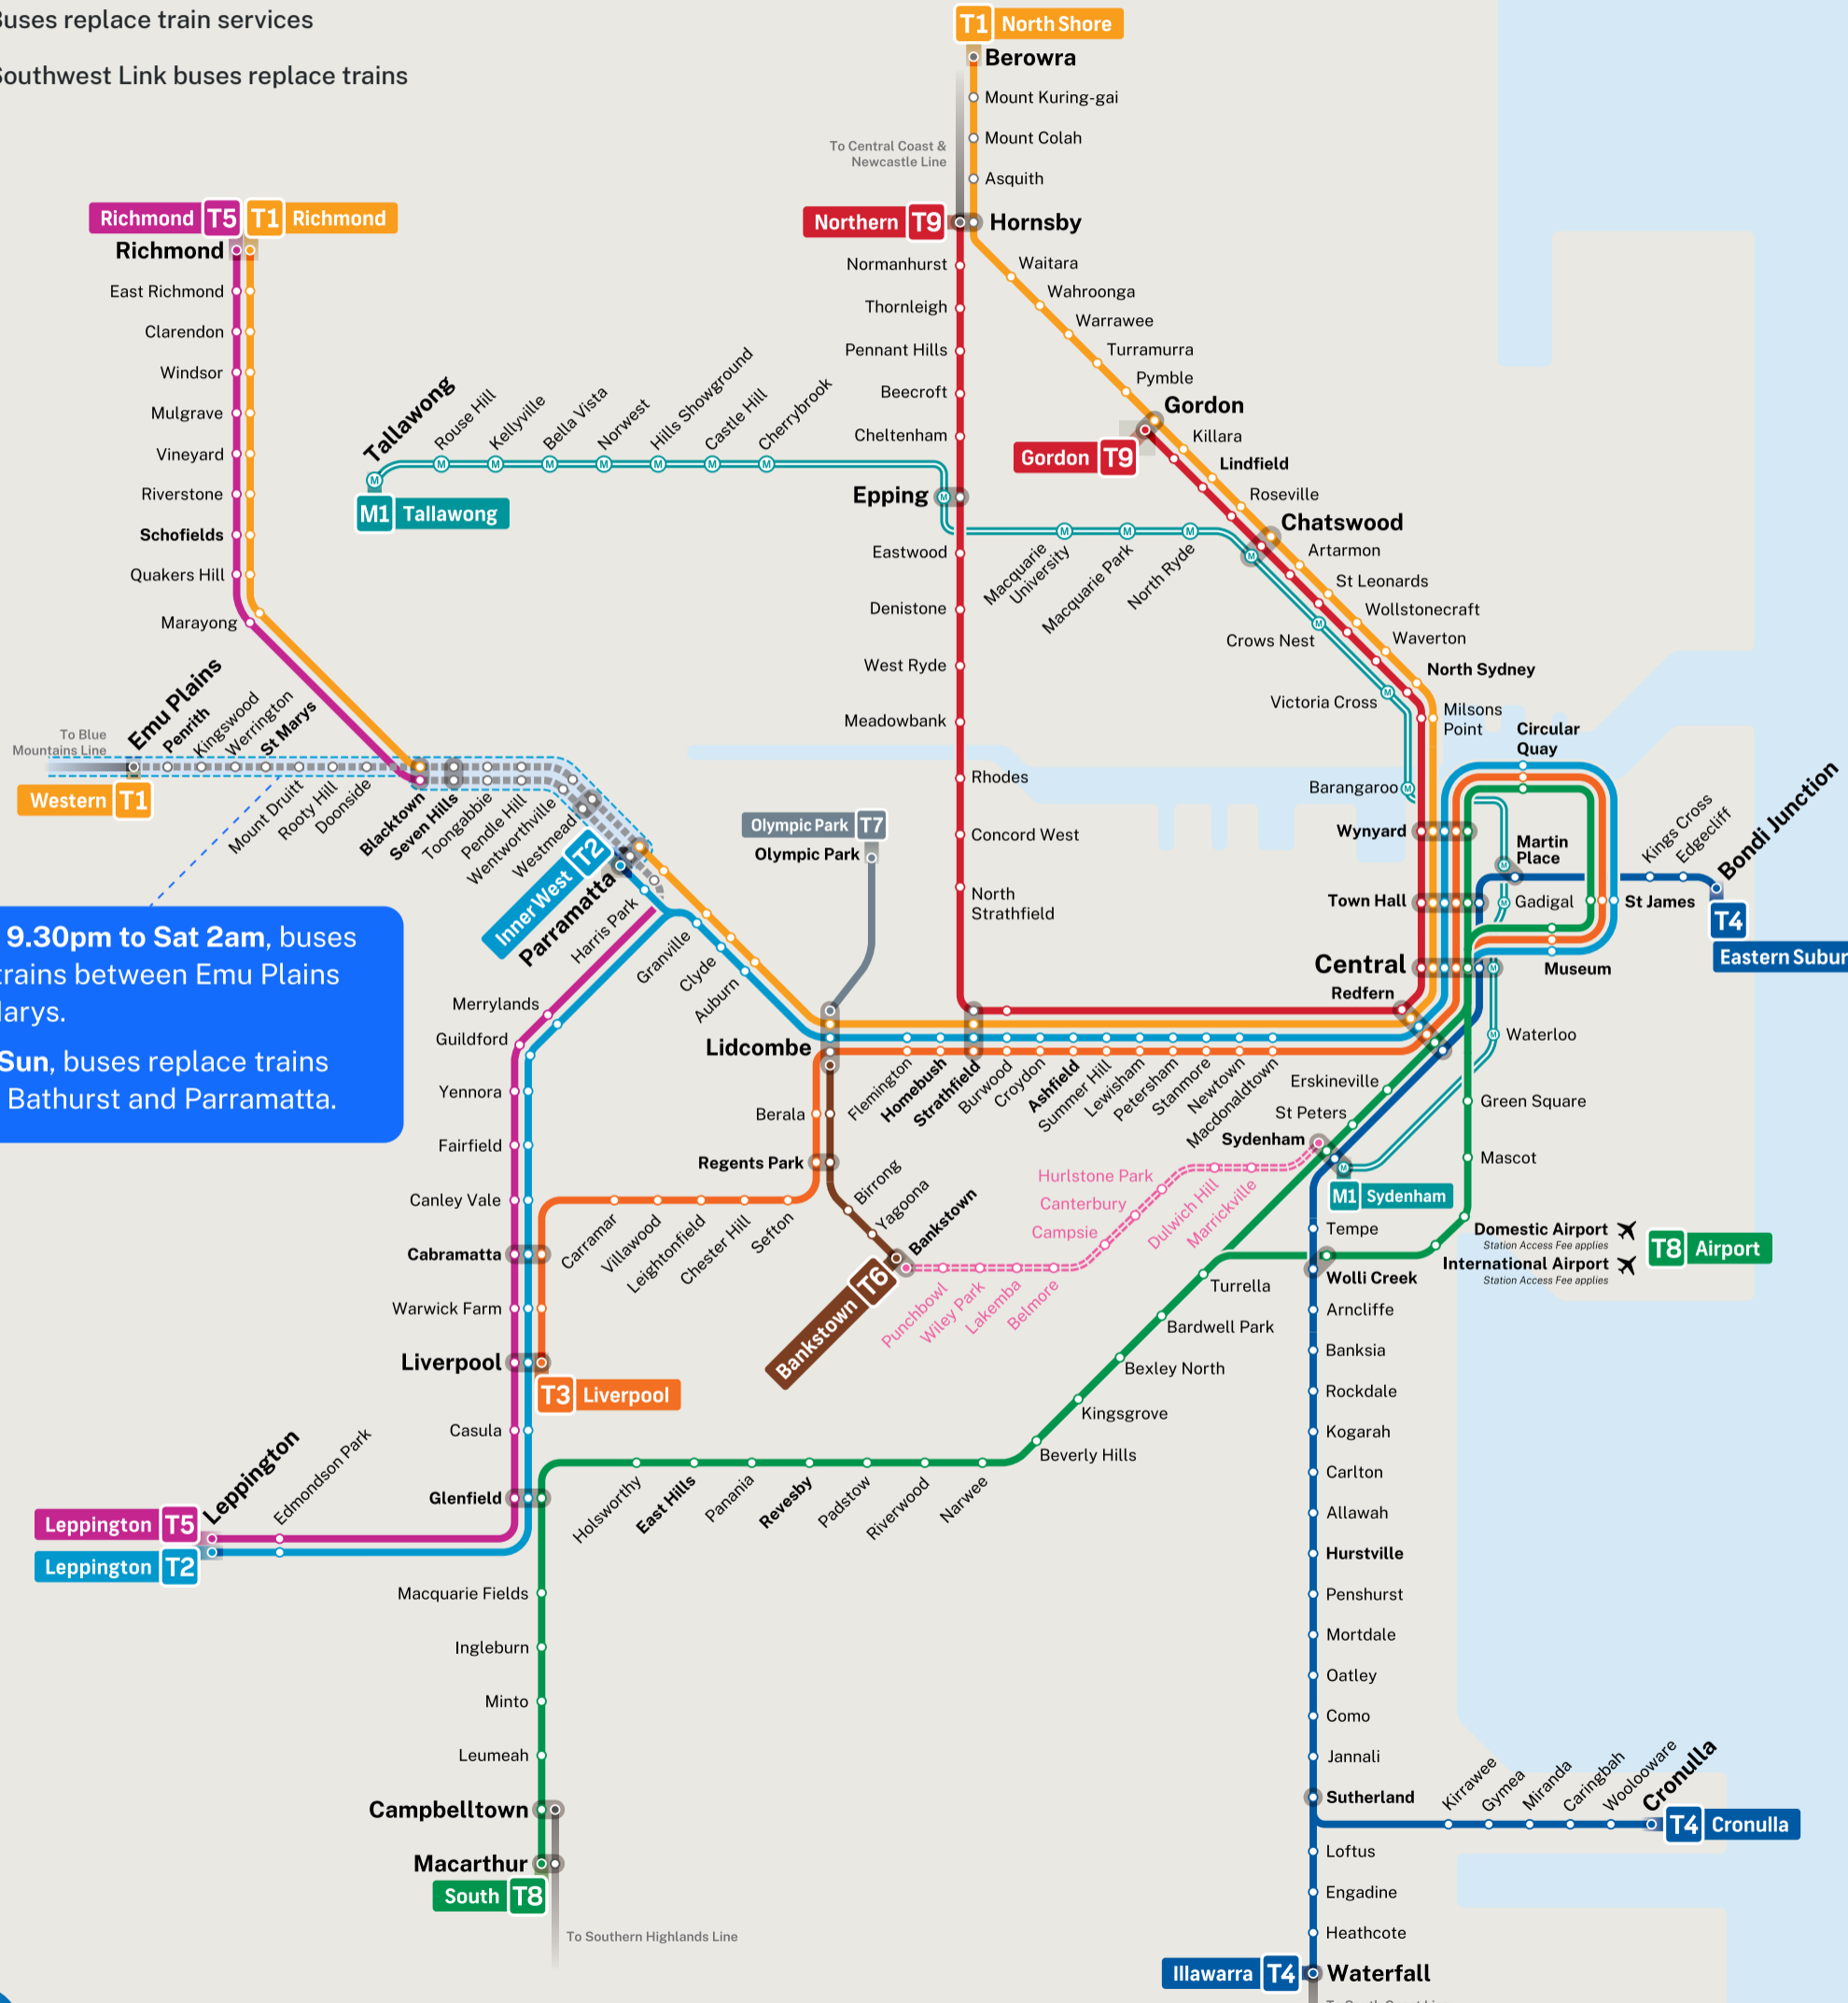 Buses replace train services
Southwest Link buses replace trains
T1 North Shore
Berowra
Mount Kuring-gai
Mount Colah
Asquith
To Central Coast &
Newcastle Line
Northern T9
Hornsby
Richmond T5
T1 Richmond
Richmond
East Richmond
Clarendon
Windsor
Mulgrave
Vineyard
Riverstone
Schofields
Quakers Hill
Marayong
Normanhurst
Thornleigh
Pennant Hills
Beecroft
Cheltenham
Epping
Eastwood
Denistone
West Ryde
Meadowbank
Rhodes
Concord West
North
Strathfield
Waitara
Wahroonga
Warrawee
Turramurra
Pymble
Gordon
Gordon T9
Killara
Lindfield
Roseville
Chatswood
Artarmon
St Leonards
Wollstonecraft
Waverton
North Sydney
Milsons
Point
Tallawong
M1 Tallawong
Rouse Hill
Kellyville
Bella Vista
Norwest
Hills Showground
Castle Hill
Cherrybrook
Macquarie
University
Macquarie Park
North Ryde
Crows Nest
Victoria Cross
Barangaroo
Circular
Quay
Wynyard
Martin
Place
Kings Cross
Edgecliff
Bondi Junction
T4
Eastern Subur
Town Hall
Gadigal
St James
Central
Museum
Redfern
Waterloo
To Blue
Mountains Line
Emu Plains
Western T1
Penrith
Kingswood
Werrington
St Marys
Mount Druitt
Rooty Hill
Doonside
Blacktown
Seven Hills
Toongabbie
Pendle Hill
Wentworthville
Westmead
Inner West T2
Parramatta
Harris Park
Granville
Clyde
Auburn
Olympic Park T7
Olympic Park
Lidcombe
9.30pm to Sat 2am, buses
trains between Emu Plains
Marys.
Sun, buses replace trains
Bathurst and Parramatta.
Flemington
Homebush
Strathfield
Burwood
Croydon
Ashfield
Summer Hill
Lewisham
Petersham
Stanmore
Newtown
Macdonaldtown
Erskineville
St Peters
Sydenham
M1 Sydenham
Green Square
Mascot
Domestic Airport
Station Access Fee applies
International Airport
Station Access Fee applies
T8 Airport
Merrylands
Guildford
Yennora
Fairfield
Canley Vale
Cabramatta
Warwick Farm
Liverpool
T3 Liverpool
Casula
Glenfield
Berala
Regents Park
Birrong
Yagoona
Bankstown
Bankstown T6
Carramar
Villawood
Leightonfield
Chester Hill
Sefton
Punchbowl
Wiley Park
Lakemba
Belmore
Campsie
Canterbury
Hurlstone Park
Dulwich Hill
Marrickville
Tempe
Wolli Creek
Turrella
Bardwell Park
Bexley North
Kingsgrove
Beverly Hills
Narwee
Riverwood
Padstow
Revesby
Panania
East Hills
Holsworthy
Leppington
Edmondson Park
Leppington T5
Leppington T2
Macquarie Fields
Ingleburn
Minto
Leumeah
Campbelltown
Macarthur
South T8
To Southern Highlands Line
Arncliffe
Banksia
Rockdale
Kogarah
Carlton
Allawah
Hurstville
Penshurst
Mortdale
Oatley
Como
Jannali
Sutherland
Kirrawee
Gymea
Miranda
Caringbah
Woolooware
Cronulla
T4 Cronulla
Loftus
Engadine
Heathcote
Illawarra T4
Waterfall